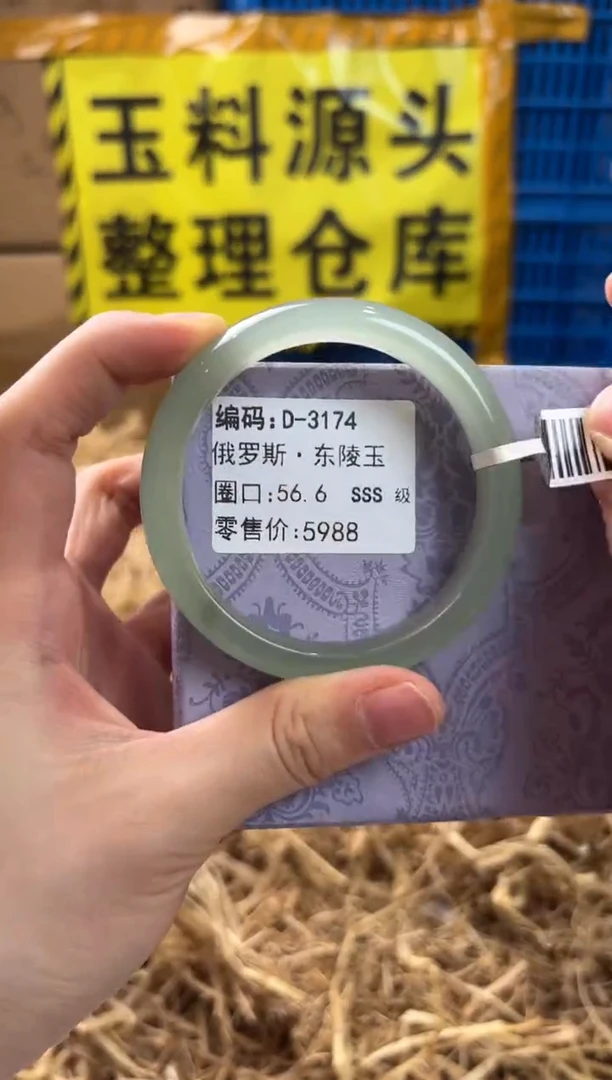 玉料源头
整理仓库
编码:D-3174
俄罗斯·东陵玉
圈口:56.6 SSS 级
零售价:5988